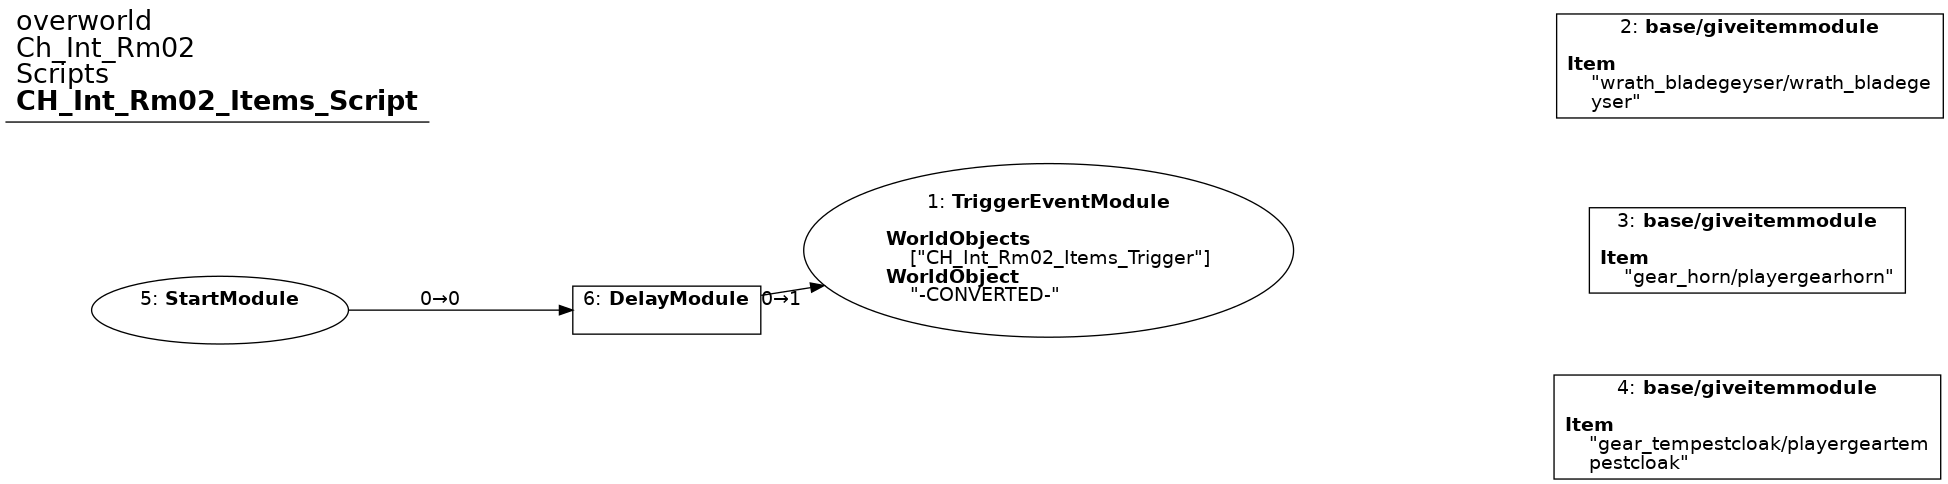 overworld
Ch_Int_Rm02
Scripts
CH_Int_Rm02_Items_Script
2: base/giveitemmodule
Item
"wrath_bladegeyser/wrath_bladege
yser"
1: TriggerEventModule
WorldObjects
["CH_Int_Rm02_Items_Trigger"]
WorldObject
"-CONVERTED-"
3: base/giveitemmodule
Item
"gear_horn/playergearhorn"
5: StartModule
0→0
6: DelayModule
0→1
4: base/giveitemmodule
Item
"gear_tempestcloak/playergeartem
pestcloak"